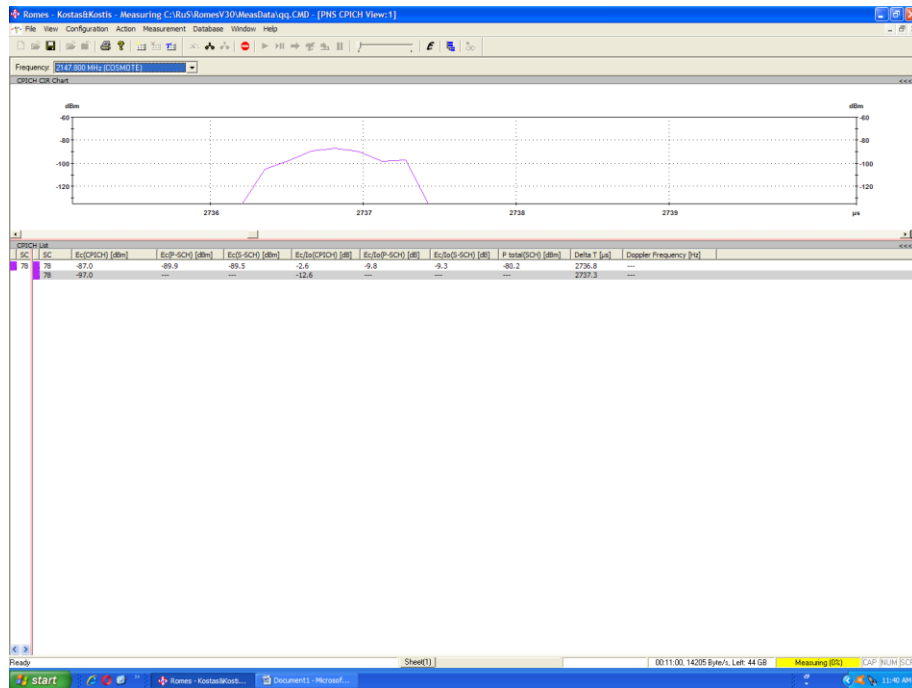 Romes - Kostas&Kostis - Measuring C:\RuS\RomesV30\MeasData\qq.CMD - [PNS CPICH View:1]
File View Configuration Action Measurement Database Window Help
Frequency: 2147.800 MHz (COSMOTE)
CPICH CIR Chart <<<
dBm dBm
-60 -60
-80 -80
-100 -100
-120 -120
2736 2737 2738 2739 µs
CPICH List <<<
SC SC Ec(CPICH) [dBm] Ec(P-SCH) [dBm] Ec(S-SCH) [dBm] Ec/Io(CPICH) [dB] Ec/Io(P-SCH) [dB] Ec/Io(S-SCH) [dB] P total(SCH) [dBm] Delta T [µs] Doppler Frequency [Hz]
78 78 -87.0 -89.9 -89.5 -2.6 -9.8 -9.3 -80.2 2736.8 ---
78 -97.0 --- --- -12.6 --- --- --- 2737.3 ---
Ready Sheet(1) 00:11:00, 14205 Byte/s, Left: 44 GB Measuring (0%) CAP NUM SCR
start Romes - Kostas&Kosti... Document1 - Microsof... 11:40 AM